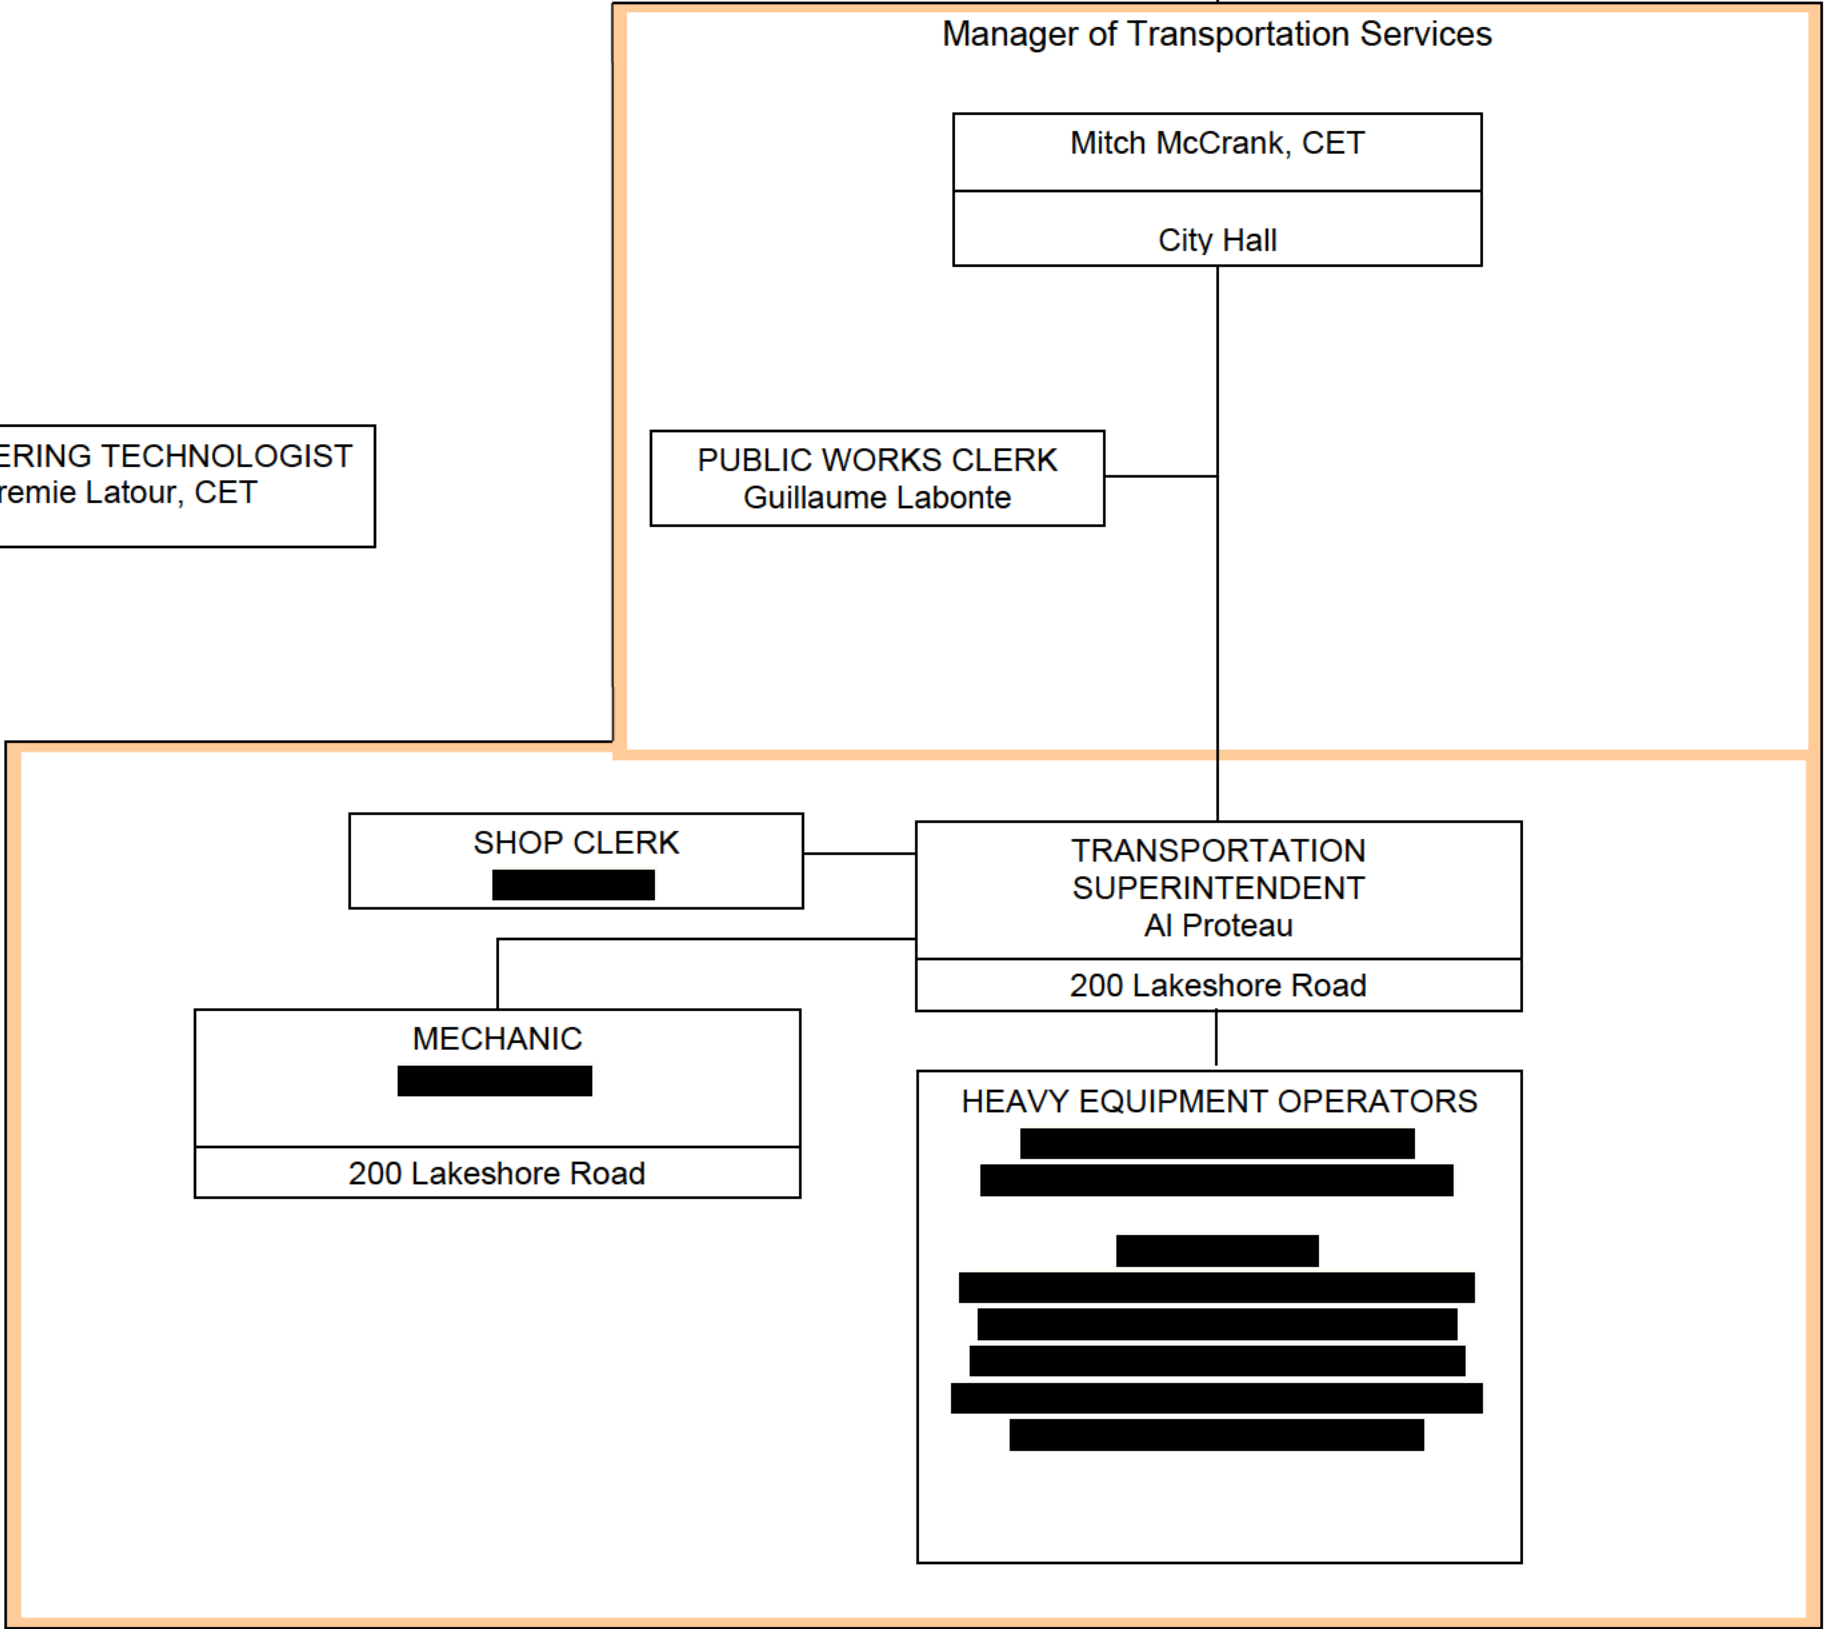 Manager of Transportation Services
Mitch McCrank, CET
City Hall
ERING TECHNOLOGIST
remie Latour, CET
PUBLIC WORKS CLERK
Guillaume Labonte
SHOP CLERK
TRANSPORTATION
SUPERINTENDENT
Al Proteau
200 Lakeshore Road
MECHANIC
200 Lakeshore Road
HEAVY EQUIPMENT OPERATORS